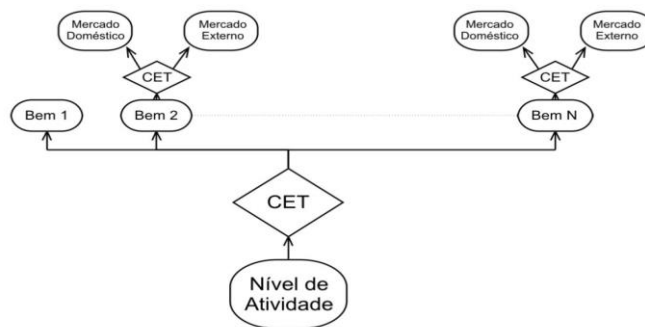 Mercado
Doméstico
Mercado
Externo
Mercado
Doméstico
Mercado
Externo
CET
CET
Bem 1
Bem 2
Bem N
CET
Nível de
Atividade